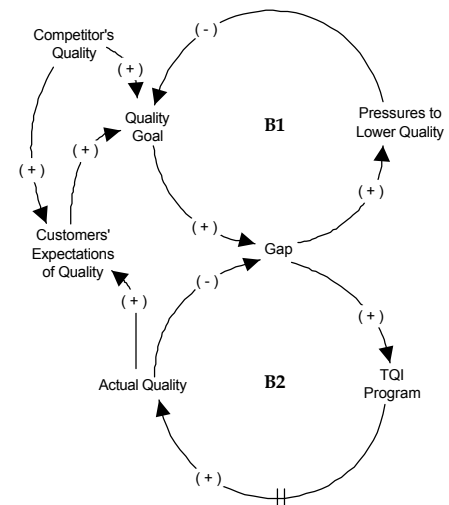 ( - )
Competitor's
Quality
( + )
Quality
Goal
B1
Pressures to
Lower Quality
( + )
( + )
( + )
Customers'
Expectations
of Quality
( + )
Gap
( - )
( + )
( + )
Actual Quality
B2
TQI
Program
( + )